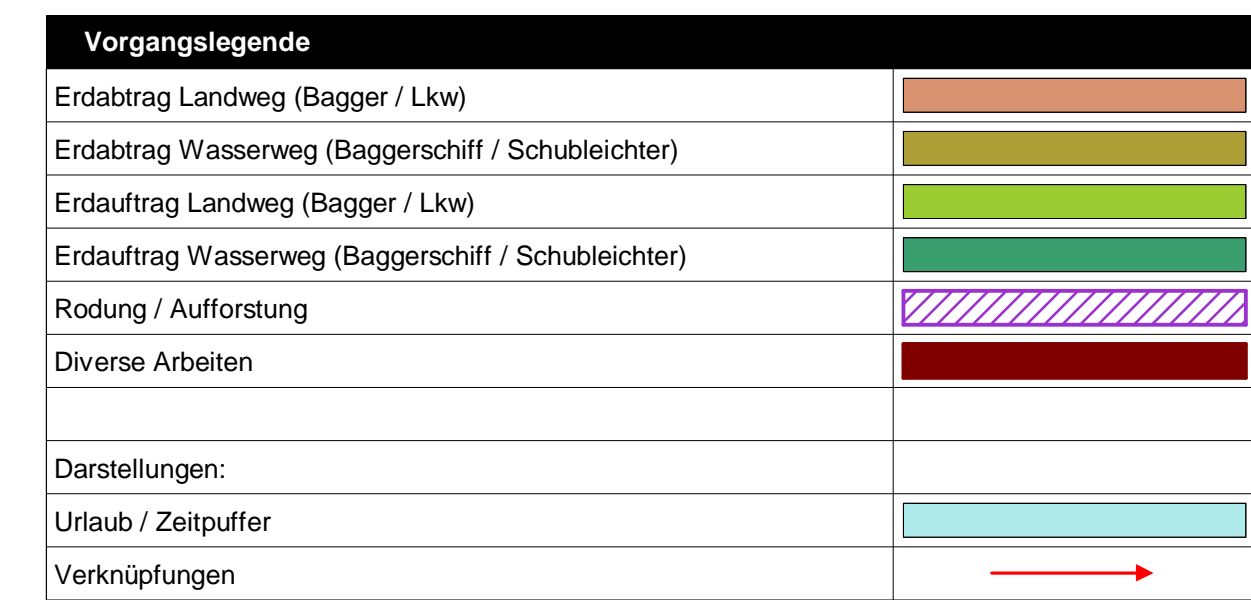 Vorgangslegende
Erdabtrag Landweg (Bagger / Lkw)
Erdabtrag Wasserweg (Baggerschiff / Schubleichter)
Erdauftrag Landweg (Bagger / Lkw)
Erdauftrag Wasserweg (Baggerschiff / Schubleichter)
Rodung / Aufforstung
Diverse Arbeiten
Darstellungen:
Urlaub / Zeitpuffer
Verknüpfungen